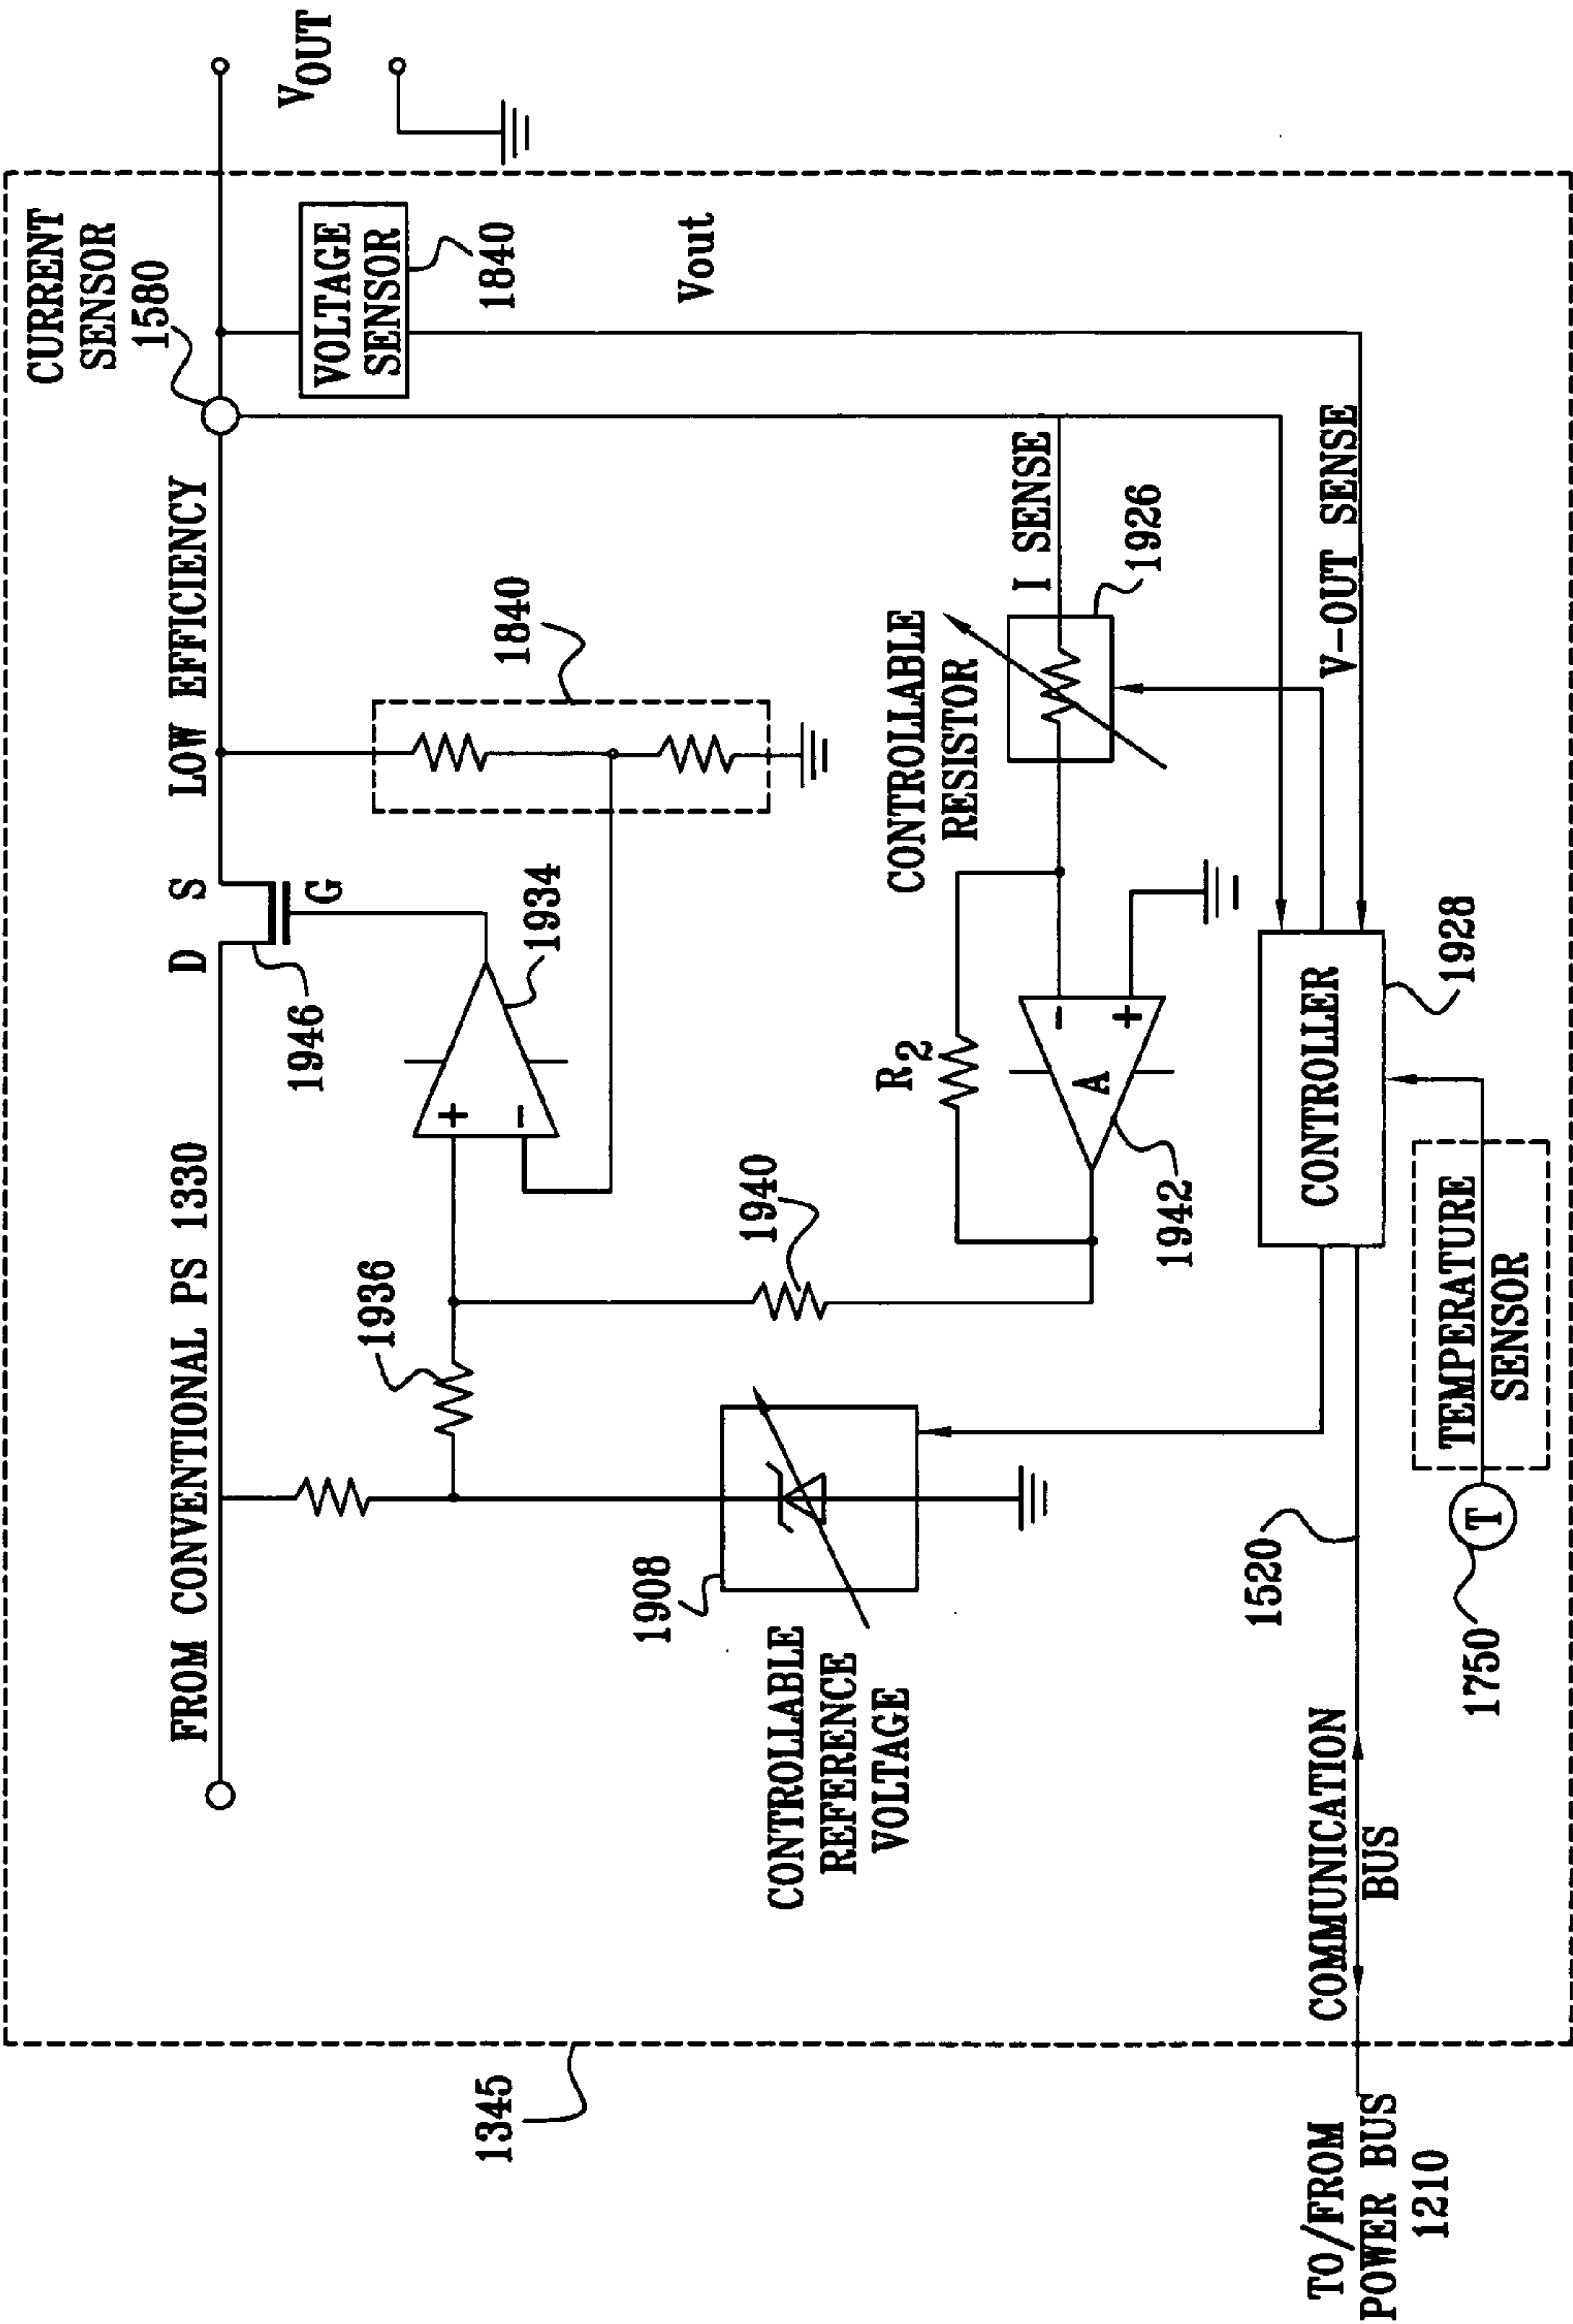 CURRENT
SENSOR
1580
VOUT
FROM CONVENTIONAL PS 1330
D
S
LOW EFFICIENCY
G
1946
VOLTAGE
SENSOR
1840
Vout
1840
1934
+
−
1936
1940
1908
CONTROLLABLE
REFERENCE
VOLTAGE
R2
CONTROLLABLE
RESISTOR
I SENSE
1926
−
+
A
1942
V-OUT SENSE
CONTROLLER
1928
1520
COMMUNICATION
BUS
TEMPERATURE
SENSOR
T
1750
1345
TO/FROM
POWER BUS
1210